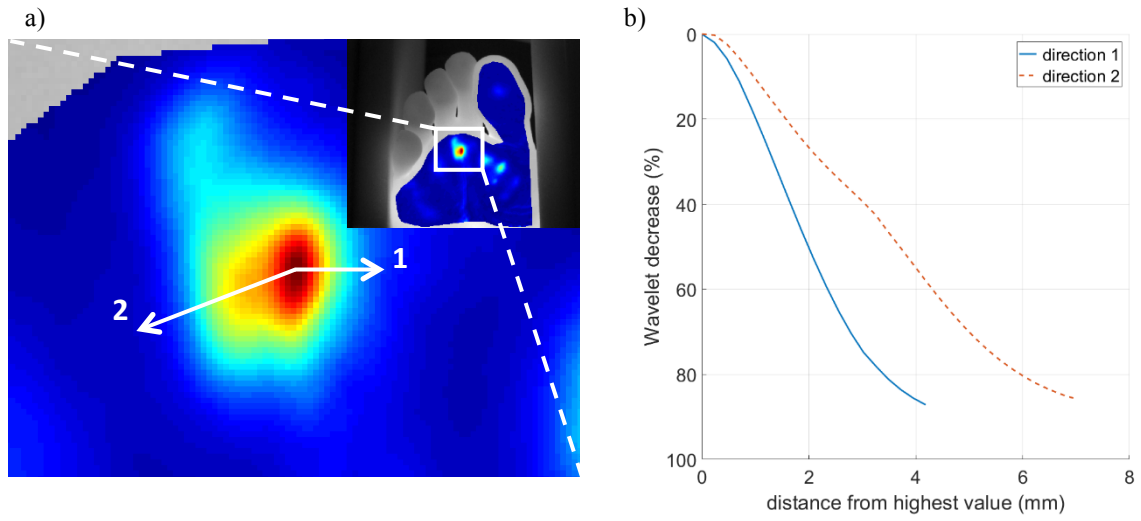 a)
1
2
b)
0
20
40
60
80
100
Wavelet decrease (%)
direction 1
direction 2
0
2
4
6
8
distance from highest value (mm)